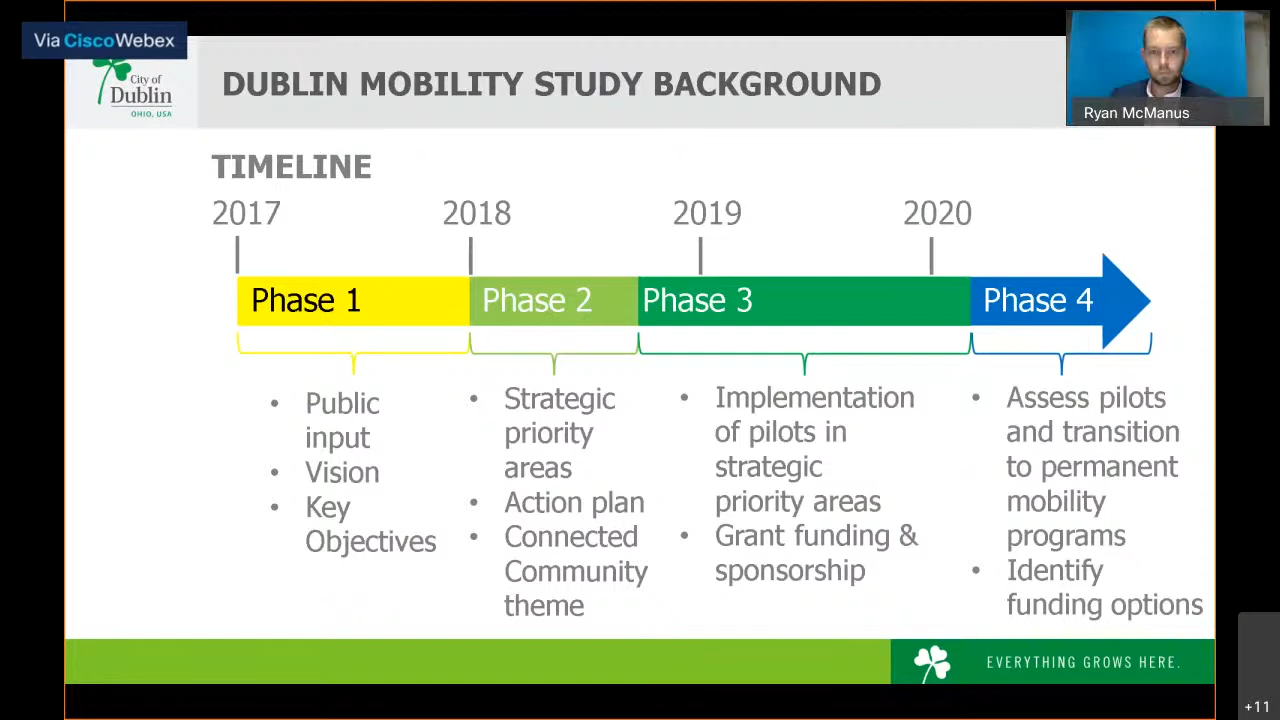 Via CiscoWebex
City of
Dublin
OHIO, USA
DUBLIN MOBILITY STUDY BACKGROUND
Ryan McManus
TIMELINE
2017 2018 2019 2020
Phase 1 Phase 2 Phase 3 Phase 4
• Public
input
• Vision
• Key
Objectives
• Strategic
priority
areas
• Action plan
• Connected
Community
theme
• Implementation
of pilots in
strategic
priority areas
• Grant funding &
sponsorship
• Assess pilots
and transition
to permanent
mobility
programs
• Identify
funding options
EVERYTHING GROWS HERE.
+11